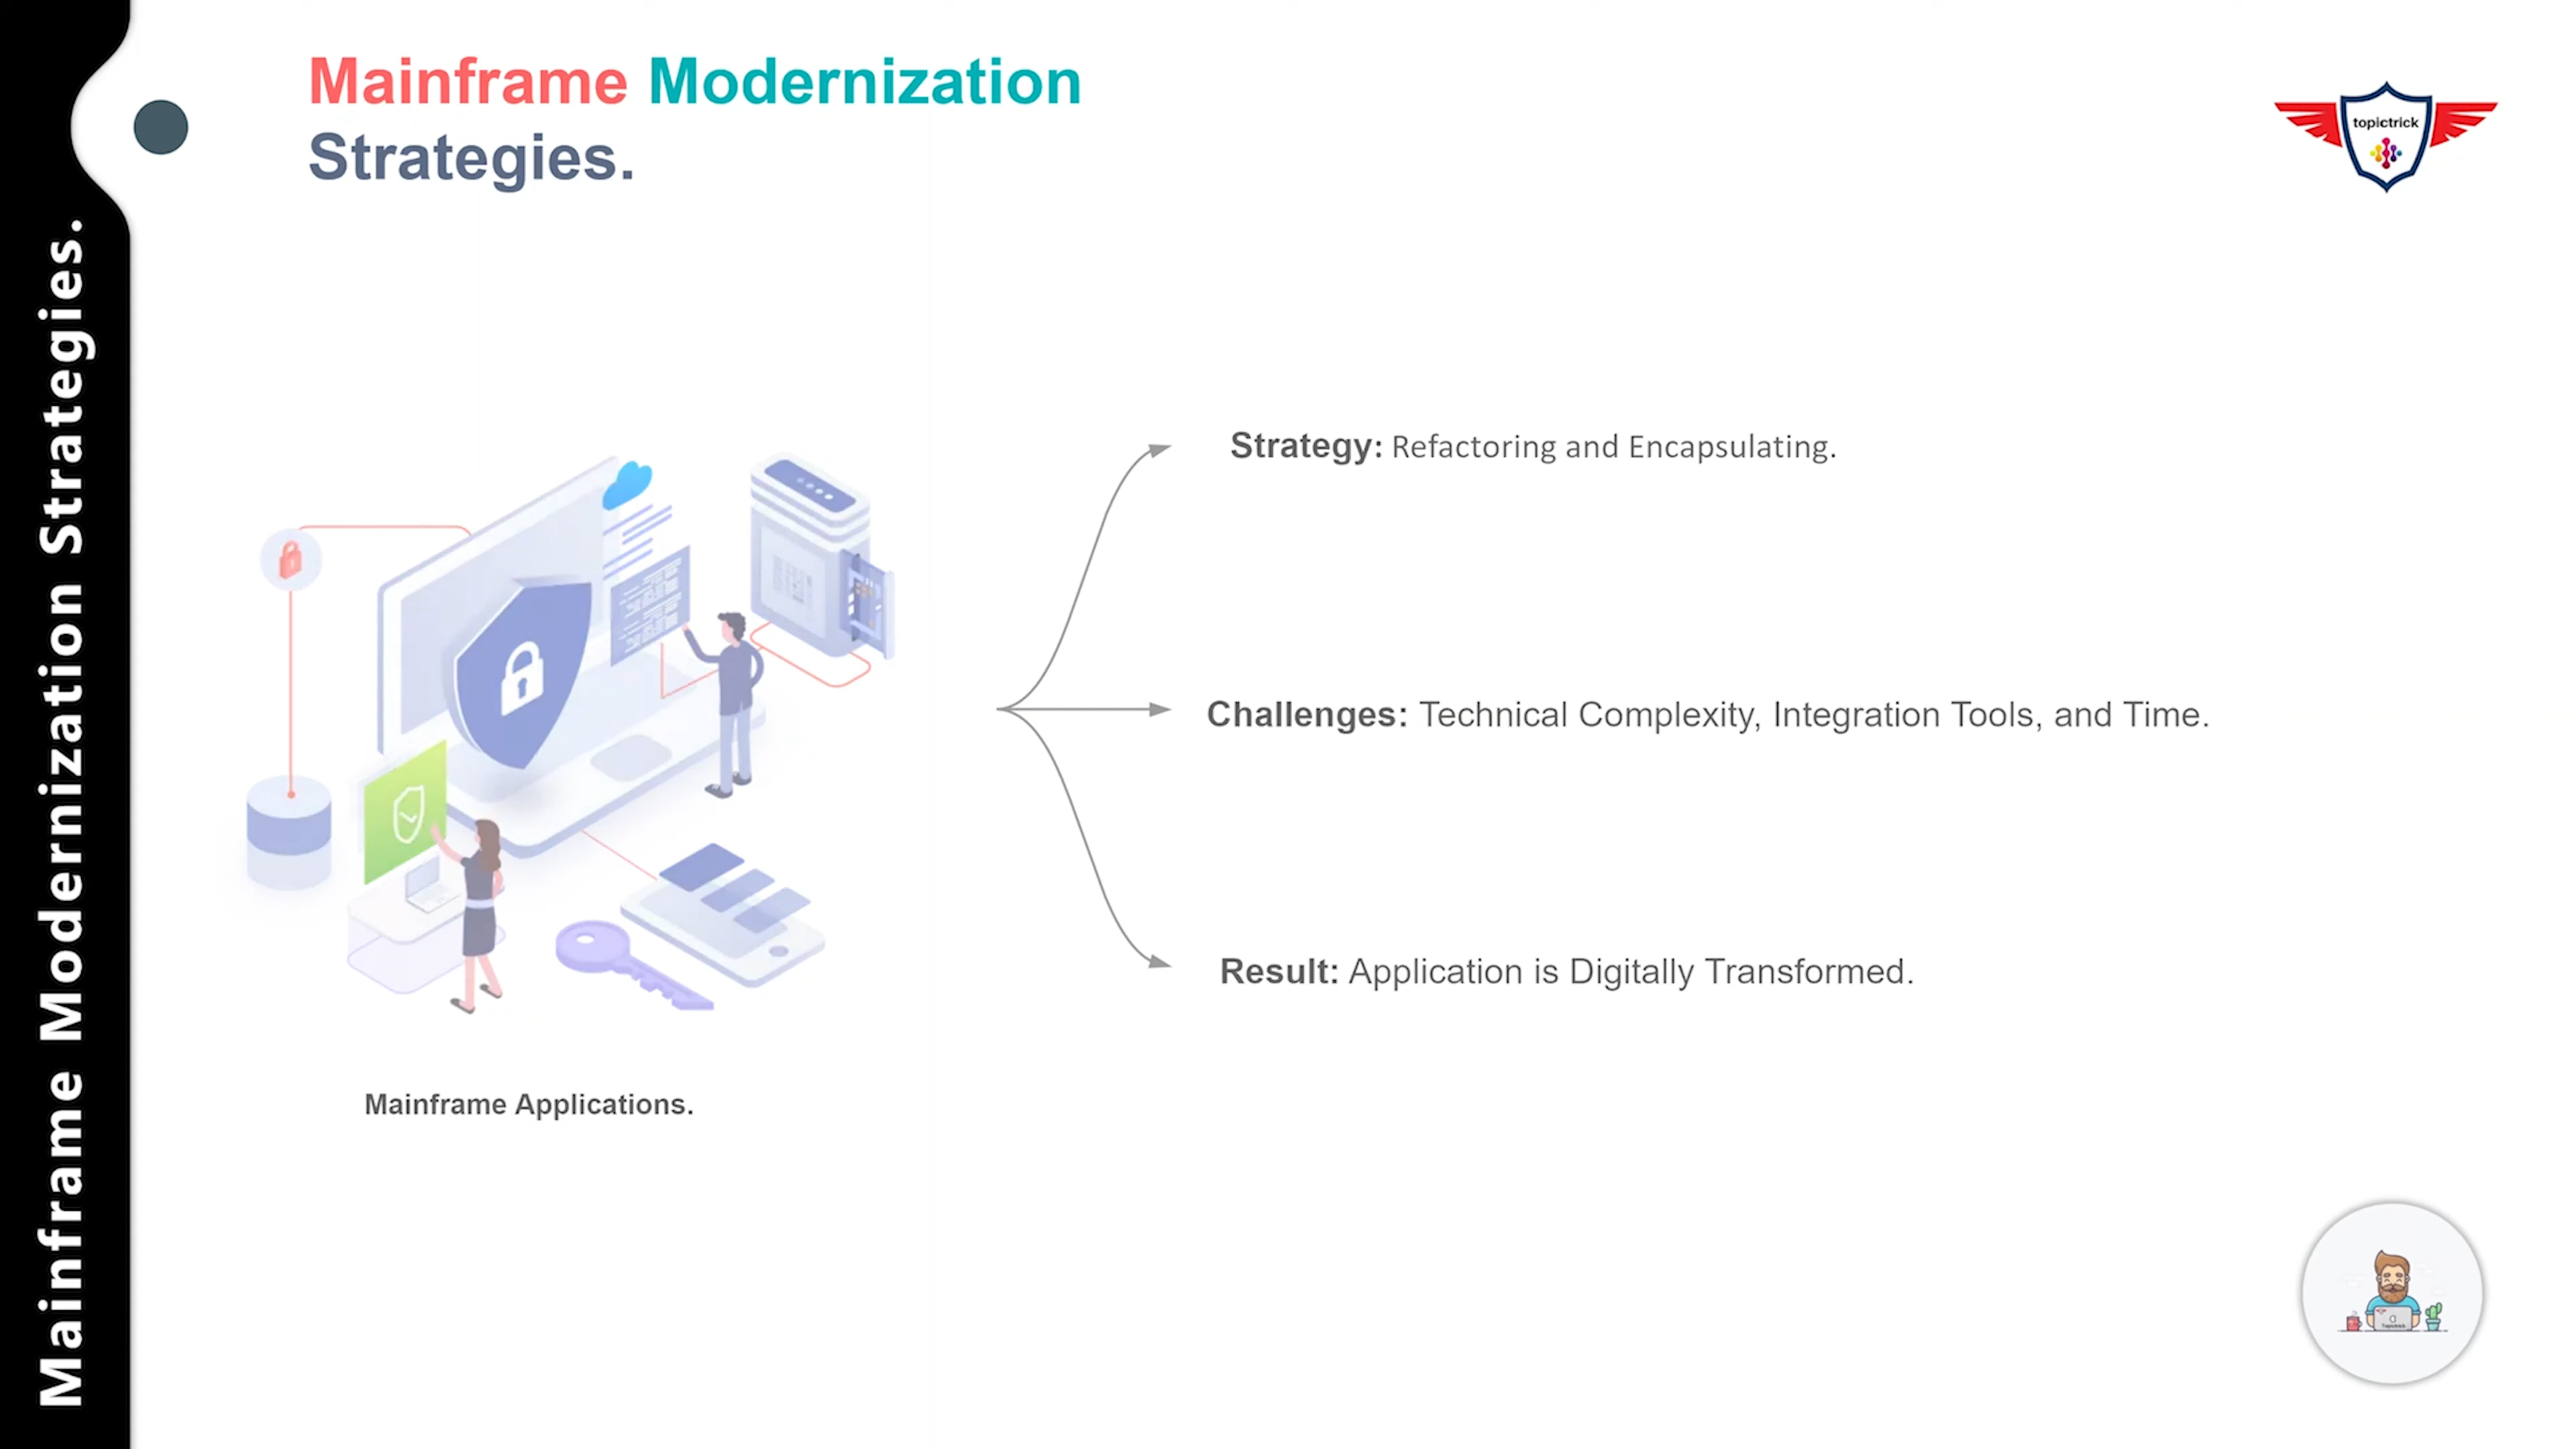 Mainframe Modernization
Strategies.
topictrick
Mainframe Modernization Strategies.
Strategy: Refactoring and Encapsulating.
Challenges: Technical Complexity, Integration Tools, and Time.
Result: Application is Digitally Transformed.
Mainframe Applications.